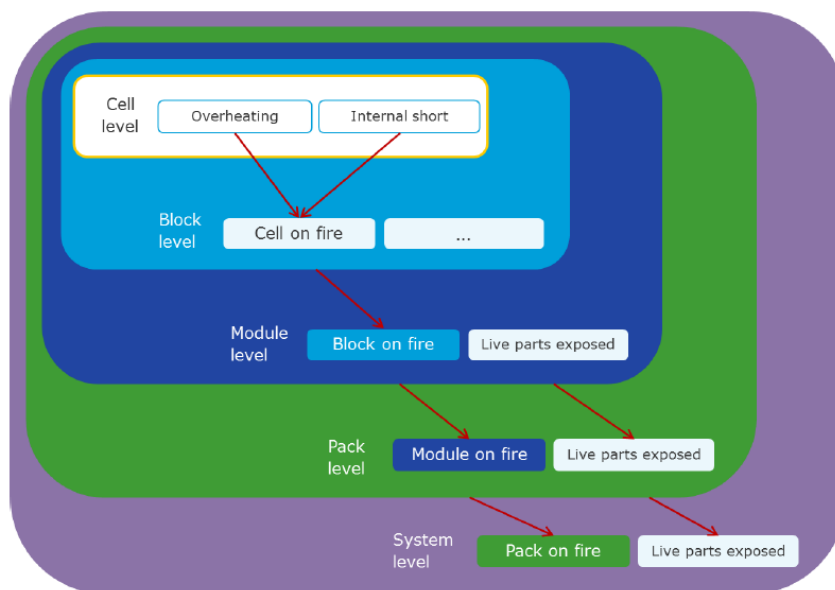 Cell
level
Overheating
Internal short
Block
level
Cell on fire
...
Module
level
Block on fire
Live parts exposed
Pack
level
Module on fire
Live parts exposed
System
level
Pack on fire
Live parts exposed